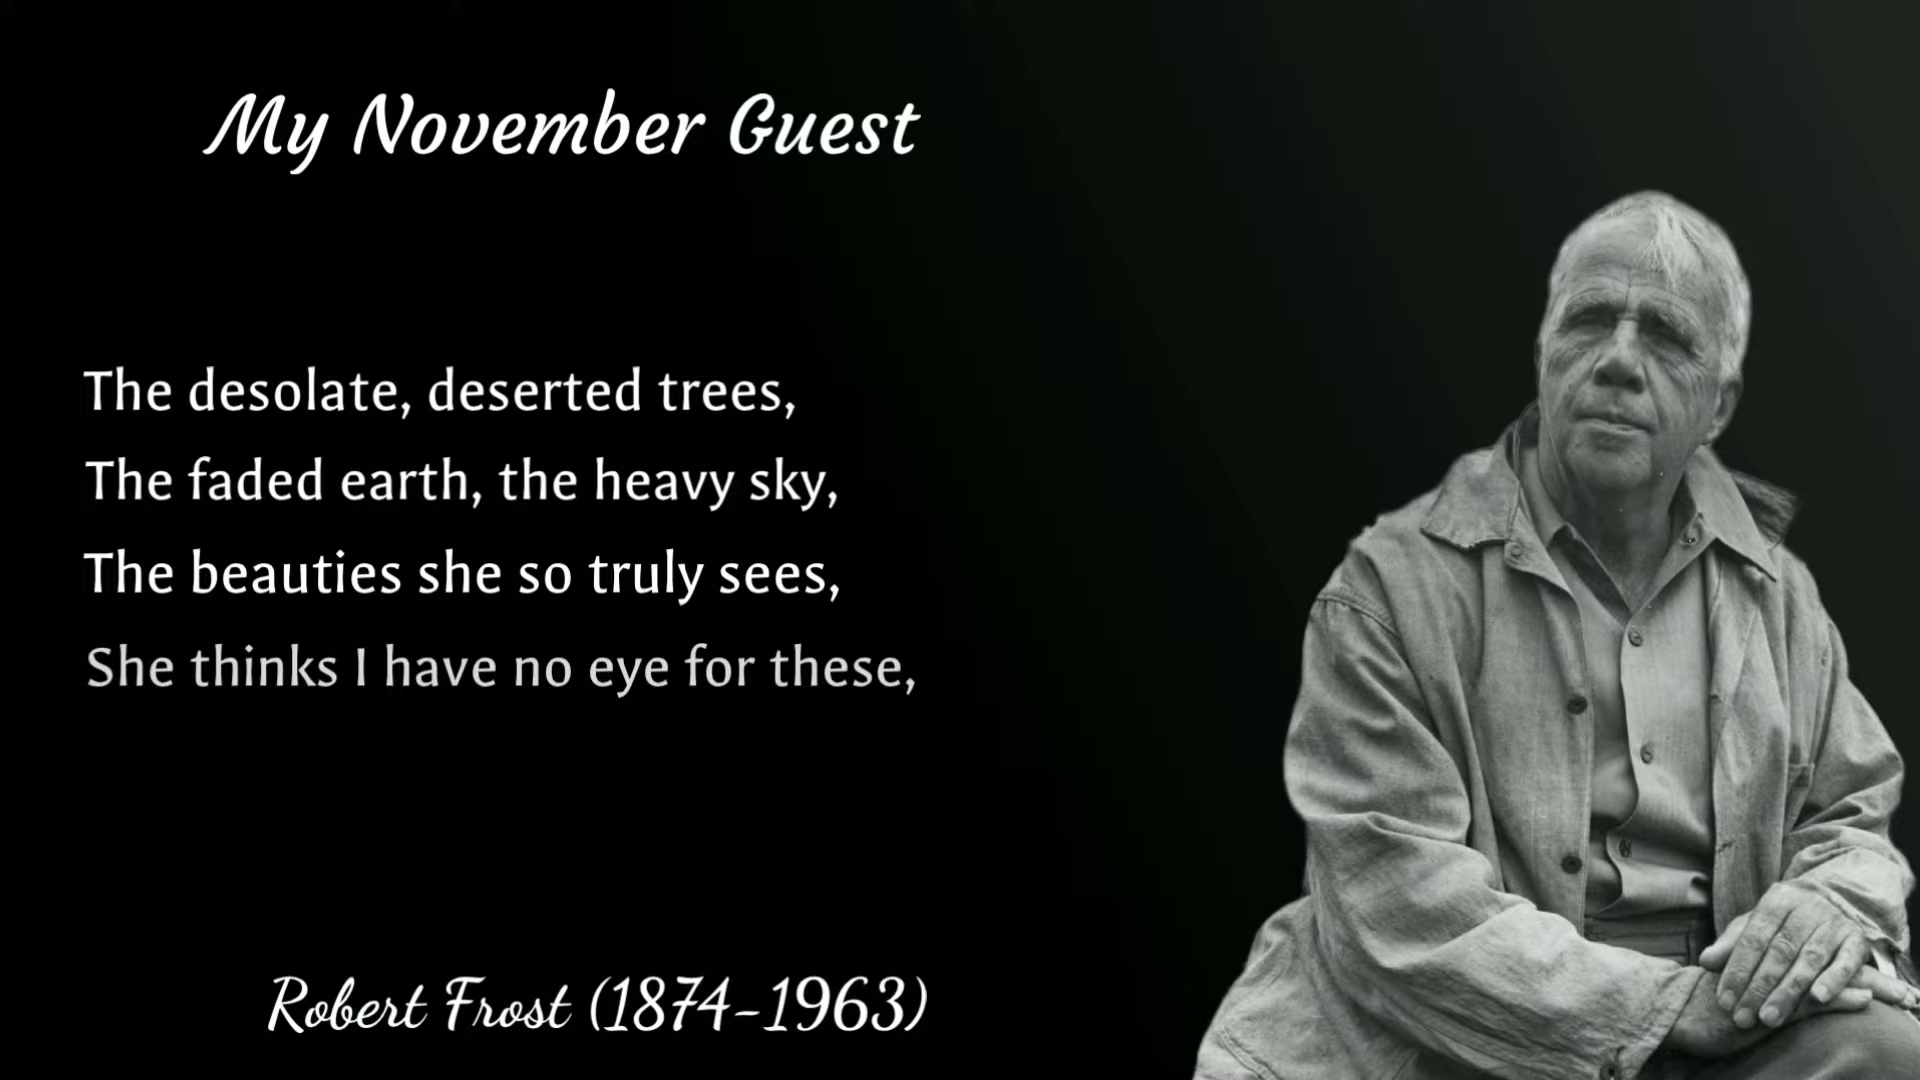 My November Guest
The desolate, deserted trees,
The faded earth, the heavy sky,
The beauties she so truly sees,
She thinks I have no eye for these,
Robert Frost (1874-1963)